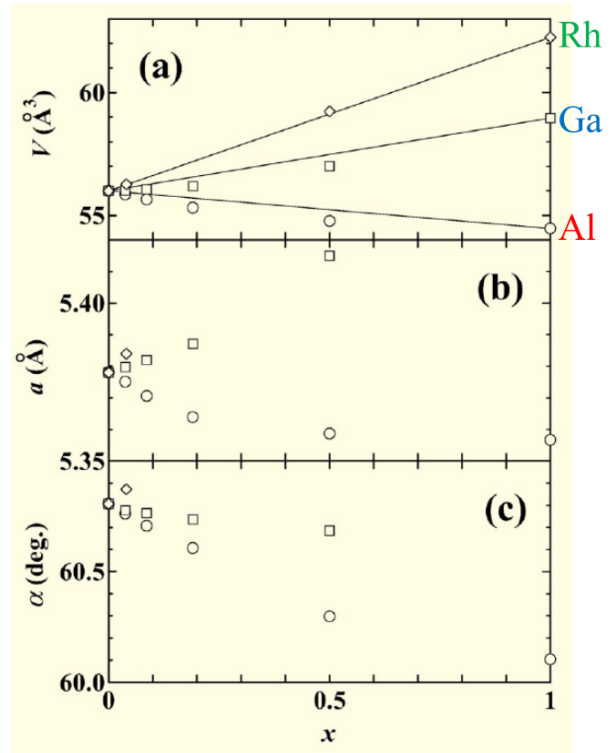 (a)
Rh
Ga
Al
V (Å³)
60
55
(b)
a (Å)
5.40
5.35
(c)
α (deg.)
60.5
60.0
0
0.5
1
x